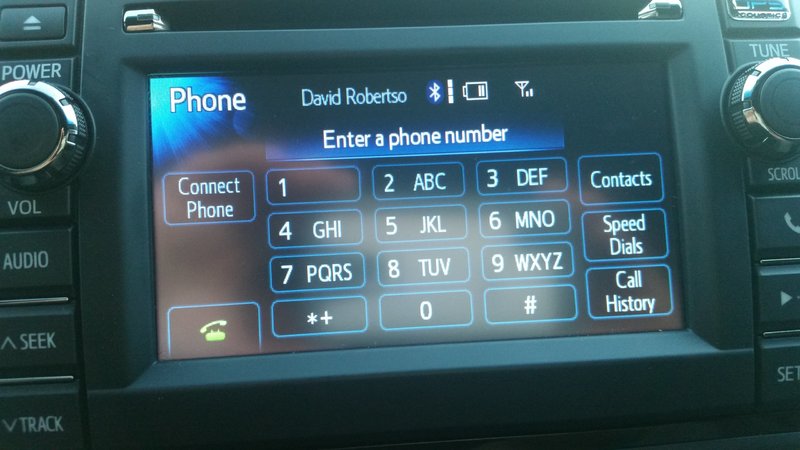 POWER
VOL
AUDIO
∧ SEEK
∨ TRACK
Phone
David Robertso
Enter a phone number
Connect
Phone
1
2 ABC
3 DEF
4 GHI
5 JKL
6 MNO
7 PQRS
8 TUV
9 WXYZ
*+
0
#
Contacts
Speed
Dials
Call
History
TUNE
SCROL
SET